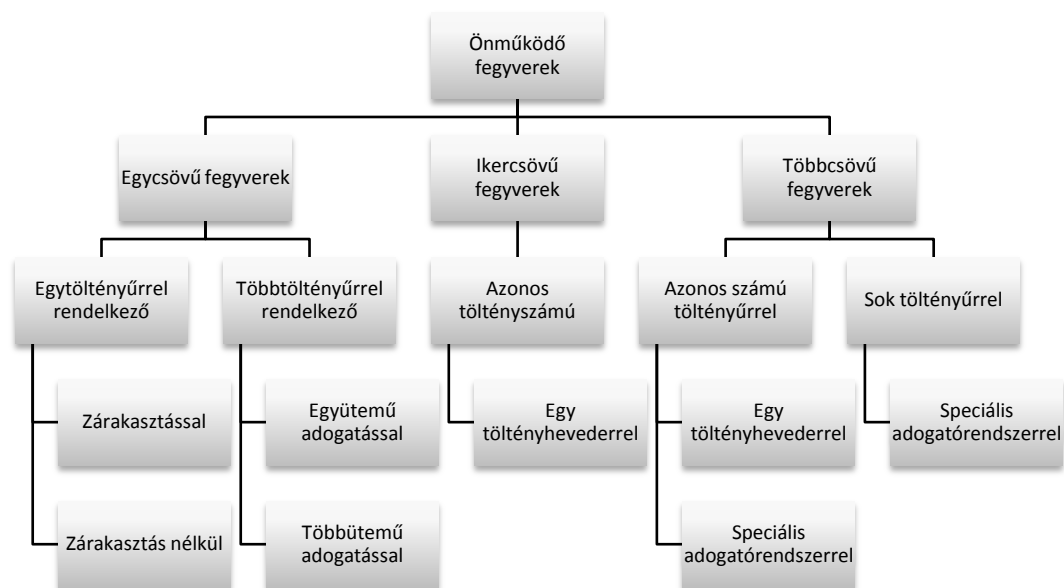 Önműködő
fegyverek
Egycsövű fegyverek
Ikercsövű
fegyverek
Többcsövű
fegyverek
Egytöltényűrrel
rendelkező
Többtöltényűrrel
rendelkező
Azonos
töltényszámú
Azonos számú
töltényűrrel
Sok töltényűrrel
Zárakasztással
Együtemű
adogatással
Egy
töltényhevederrel
Egy
töltényhevederrel
Speciális
adogatórendszerrel
Zárakasztás nélkül
Többütemű
adogatással
Speciális
adogatórendszerrel